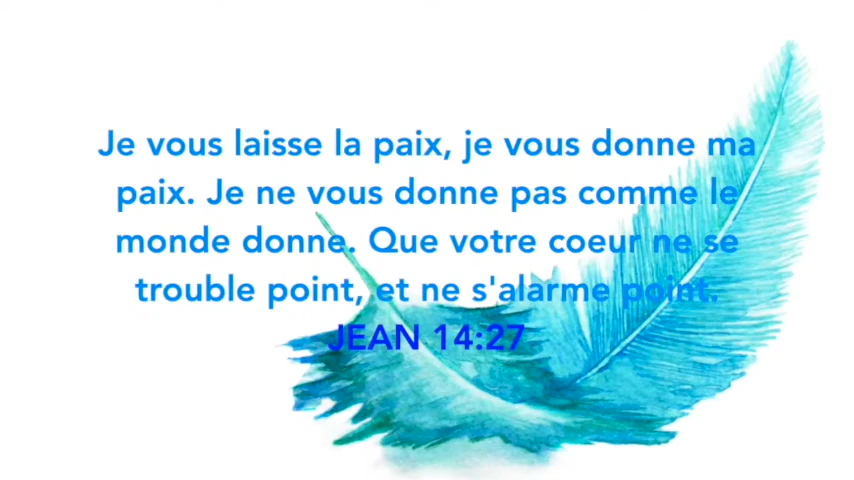 Je vous laisse la paix, je vous donne ma
paix. Je ne vous donne pas comme le
monde donne. Que votre coeur ne se
trouble point, et ne s'alarme point.
JEAN 14:27